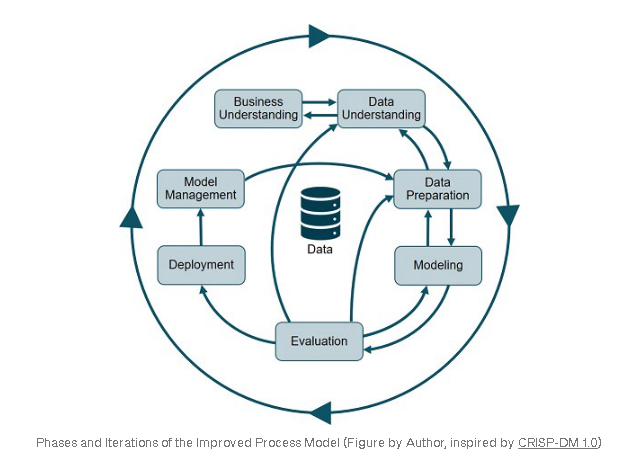 Business
Understanding
Data
Understanding
Model
Management
Data
Preparation
Data
Deployment
Modeling
Evaluation
Phases and Iterations of the Improved Process Model (Figure by Author, inspired by CRISP-DM 1.0)